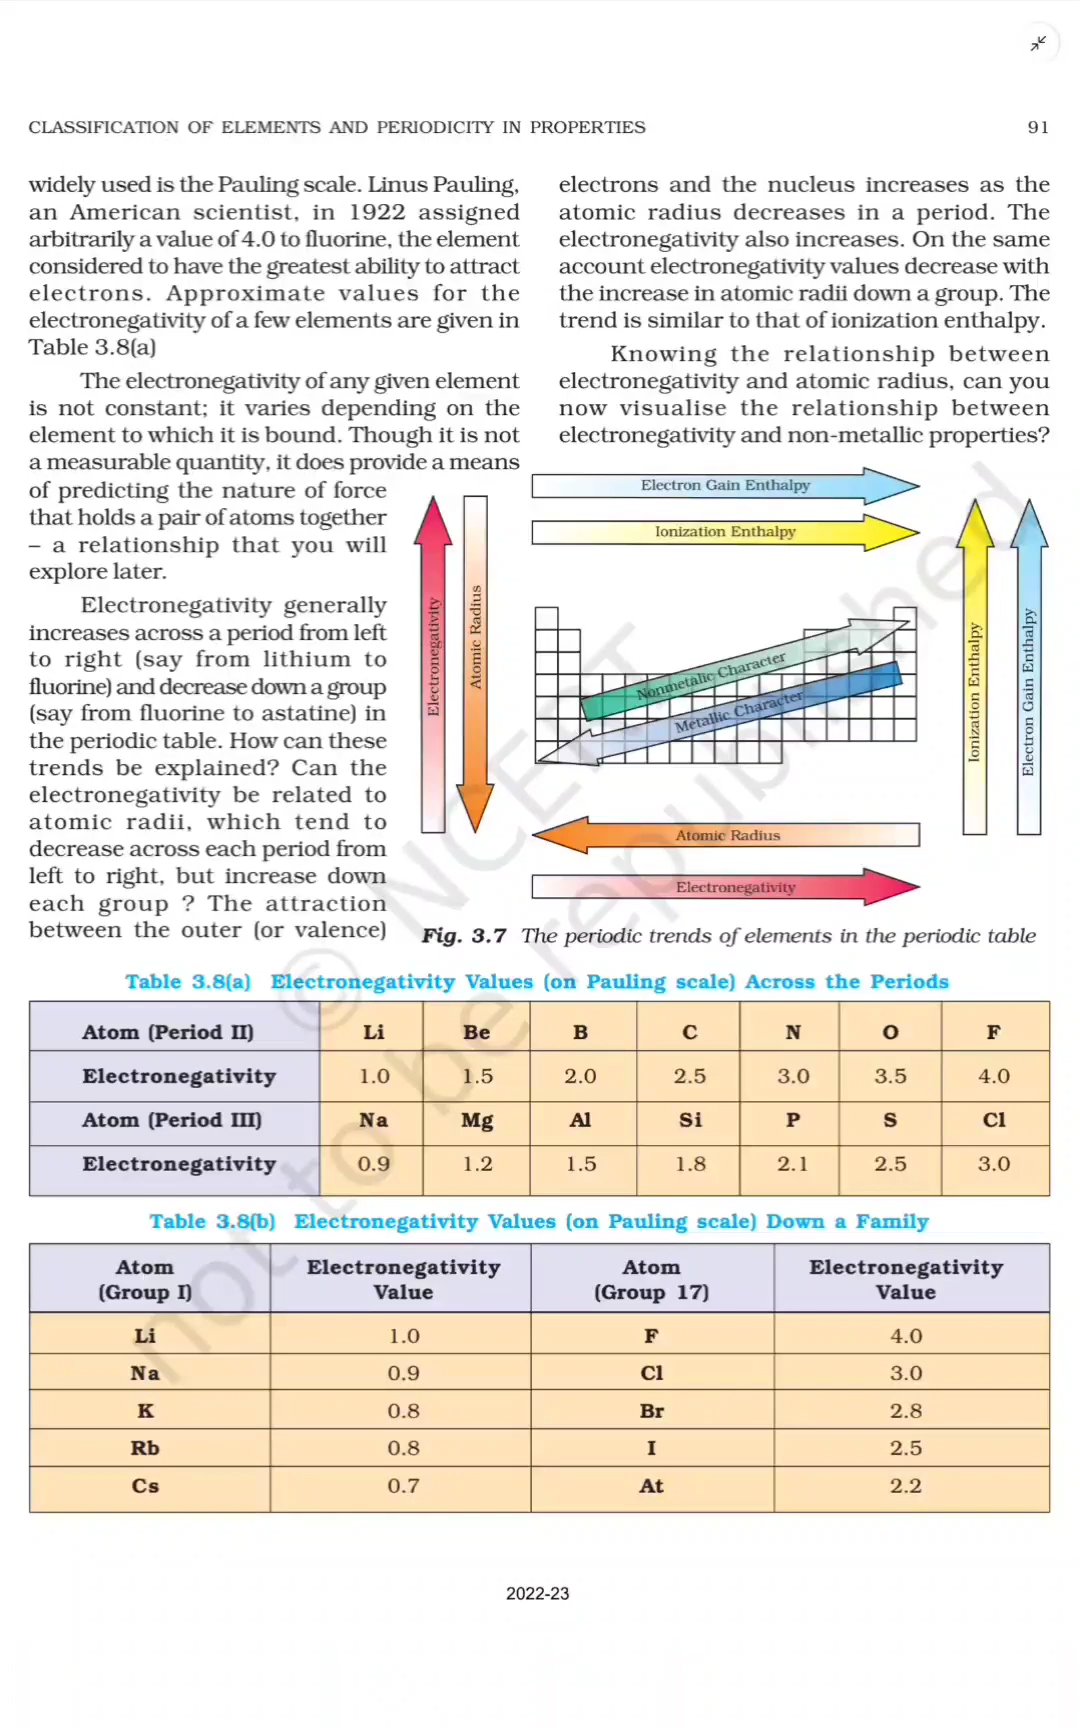 CLASSIFICATION OF ELEMENTS AND PERIODICITY IN PROPERTIES 91
widely used is the Pauling scale. Linus Pauling,
an American scientist, in 1922 assigned
arbitrarily a value of 4.0 to fluorine, the element
considered to have the greatest ability to attract
electrons. Approximate values for the
electronegativity of a few elements are given in
Table 3.8(a)
The electronegativity of any given element
is not constant; it varies depending on the
element to which it is bound. Though it is not
a measurable quantity, it does provide a means
of predicting the nature of force
that holds a pair of atoms together
– a relationship that you will
explore later.
Electronegativity generally
increases across a period from left
to right (say from lithium to
fluorine) and decrease down a group
(say from fluorine to astatine) in
the periodic table. How can these
trends be explained? Can the
electronegativity be related to
atomic radii, which tend to
decrease across each period from
left to right, but increase down
each group ? The attraction
between the outer (or valence)
electrons and the nucleus increases as the
atomic radius decreases in a period. The
electronegativity also increases. On the same
account electronegativity values decrease with
the increase in atomic radii down a group. The
trend is similar to that of ionization enthalpy.
Knowing the relationship between
electronegativity and atomic radius, can you
now visualise the relationship between
electronegativity and non-metallic properties?
Electron Gain Enthalpy
Ionization Enthalpy
Electronegativity
Atomic Radius
Nonmetalic Character
Metallic Character
Ionization Enthalpy
Electron Gain Enthalpy
Atomic Radius
Electronegativity
Fig. 3.7 The periodic trends of elements in the periodic table
Table 3.8(a) Electronegativity Values (on Pauling scale) Across the Periods
Atom (Period II) Li Be B C N O F
Electronegativity 1.0 1.5 2.0 2.5 3.0 3.5 4.0
Atom (Period III) Na Mg Al Si P S Cl
Electronegativity 0.9 1.2 1.5 1.8 2.1 2.5 3.0
Table 3.8(b) Electronegativity Values (on Pauling scale) Down a Family
Atom Electronegativity Atom Electronegativity
(Group I) Value (Group 17) Value
Li 1.0 F 4.0
Na 0.9 Cl 3.0
K 0.8 Br 2.8
Rb 0.8 I 2.5
Cs 0.7 At 2.2
2022-23
© NCERT
not to be republished